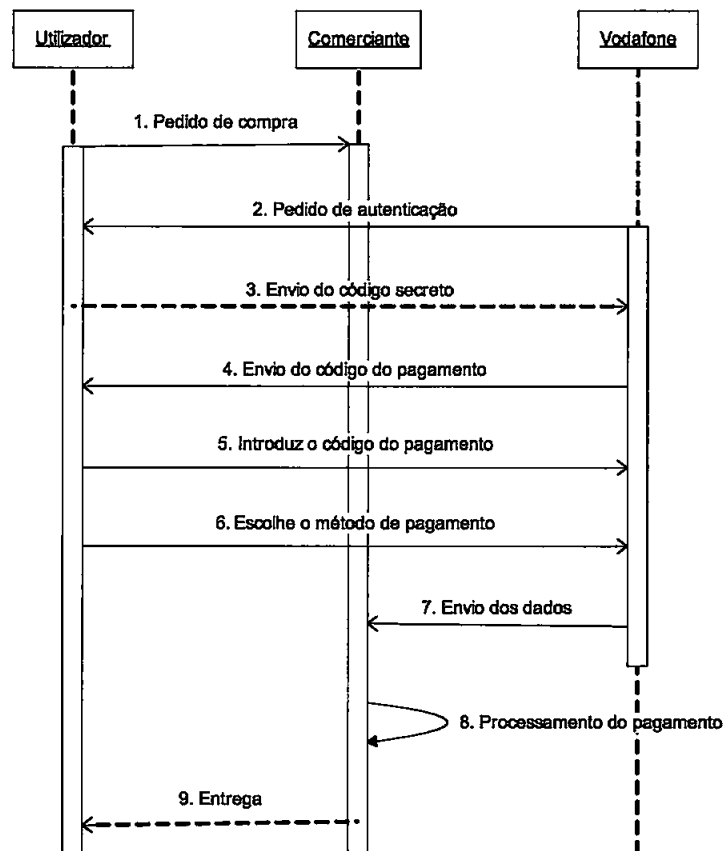 Utilizador
Comerciante
Vodafone
1. Pedido de compra
2. Pedido de autenticação
3. Envio do código secreto
4. Envio do código do pagamento
5. Introduz o código do pagamento
6. Escolhe o método de pagamento
7. Envio dos dados
8. Processamento do pagamento
9. Entrega